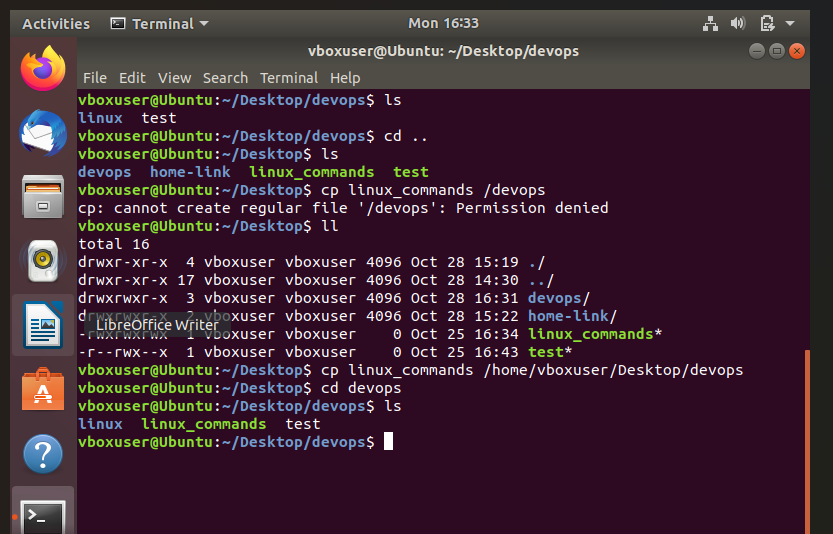 Activities Terminal Mon 16:33
vboxuser@Ubuntu: ~/Desktop/devops
File Edit View Search Terminal Help
vboxuser@Ubuntu:~/Desktop/devops$ ls
linux  test
vboxuser@Ubuntu:~/Desktop/devops$ cd ..
vboxuser@Ubuntu:~/Desktop$ ls
devops  home-link  linux_commands  test
vboxuser@Ubuntu:~/Desktop$ cp linux_commands /devops
cp: cannot create regular file '/devops': Permission denied
vboxuser@Ubuntu:~/Desktop$ ll
total 16
drwxr-xr-x  4 vboxuser vboxuser 4096 Oct 28 15:19 ./
drwxr-xr-x 17 vboxuser vboxuser 4096 Oct 28 14:30 ../
drwxrwxr-x  3 vboxuser vboxuser 4096 Oct 28 16:31 devops/
drwxrwxr-x  2 vboxuser vboxuser 4096 Oct 28 15:22 home-link/
LibreOffice Writer
-rwxrwxrwx  1 vboxuser vboxuser    0 Oct 25 16:34 linux_commands*
-r--rwx--x  1 vboxuser vboxuser    0 Oct 25 16:43 test*
vboxuser@Ubuntu:~/Desktop$ cp linux_commands /home/vboxuser/Desktop/devops
vboxuser@Ubuntu:~/Desktop$ cd devops
vboxuser@Ubuntu:~/Desktop/devops$ ls
linux  linux_commands  test
vboxuser@Ubuntu:~/Desktop/devops$